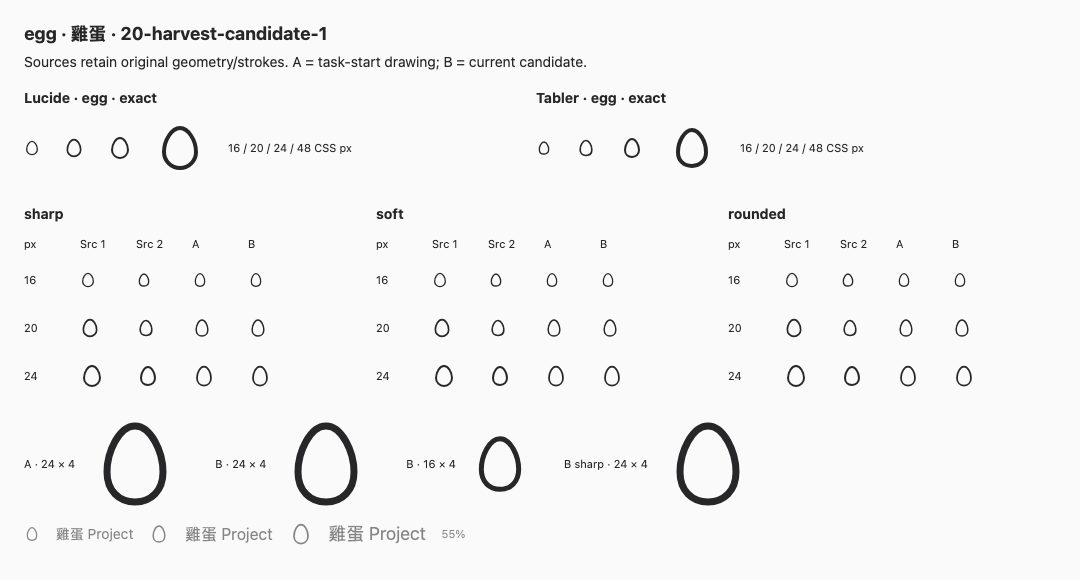 egg · 雞蛋 · 20-harvest-candidate-1
Sources retain original geometry/strokes. A = task-start drawing; B = current candidate.
Lucide · egg · exact
Tabler · egg · exact
16 / 20 / 24 / 48 CSS px
16 / 20 / 24 / 48 CSS px
sharp
soft
rounded
px Src 1 Src 2 A B
px Src 1 Src 2 A B
px Src 1 Src 2 A B
16
16
16
20
20
20
24
24
24
A · 24 × 4
B · 24 × 4
B · 16 × 4
B sharp · 24 × 4
雞蛋 Project
雞蛋 Project
雞蛋 Project
55%